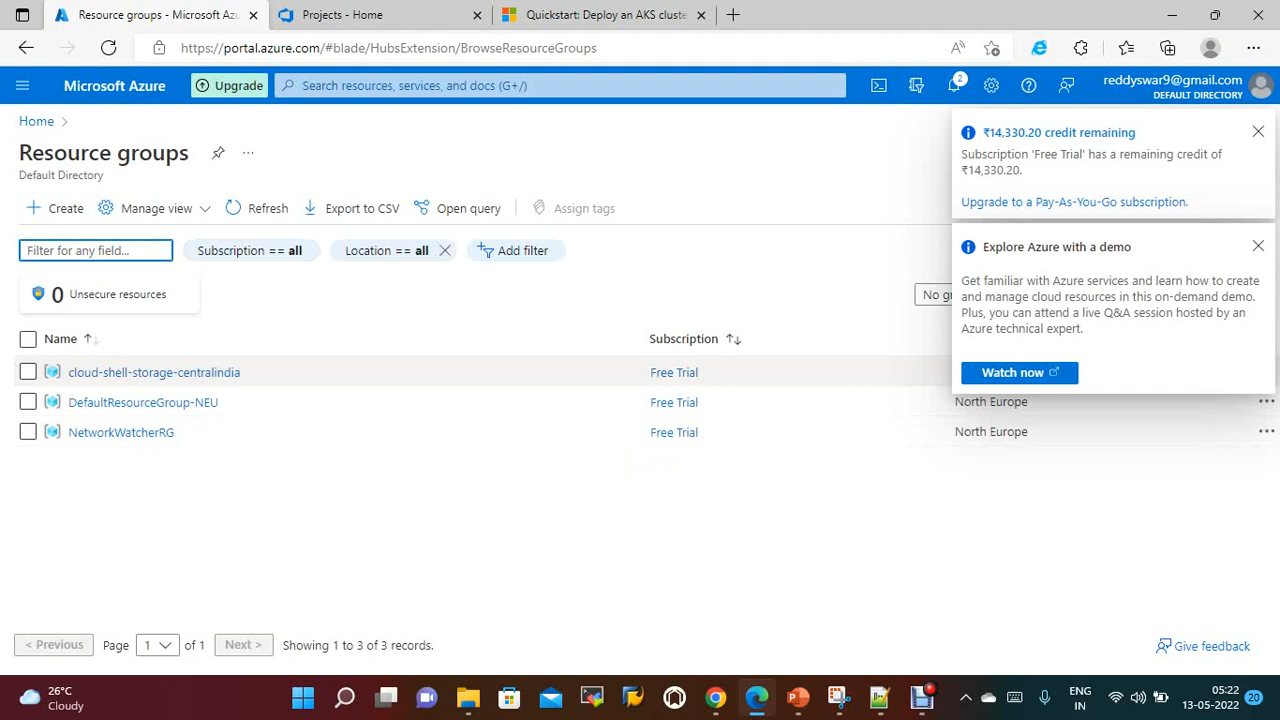 Resource groups - Microsoft Azu
Projects - Home
Quickstart: Deploy an AKS cluste
https://portal.azure.com/#blade/HubsExtension/BrowseResourceGroups
Microsoft Azure
Upgrade
Search resources, services, and docs (G+/)
2
reddyswar9@gmail.com
DEFAULT DIRECTORY
Home >
Resource groups
...
Default Directory
+ Create
Manage view
Refresh
Export to CSV
Open query
Assign tags
Filter for any field...
Subscription == all
Location == all
Add filter
0 Unsecure resources
No gr
Name
Subscription
cloud-shell-storage-centralindia
Free Trial
DefaultResourceGroup-NEU
Free Trial
North Europe
...
NetworkWatcherRG
Free Trial
North Europe
...
₹14,330.20 credit remaining
Subscription 'Free Trial' has a remaining credit of
₹14,330.20.
Upgrade to a Pay-As-You-Go subscription.
Explore Azure with a demo
Get familiar with Azure services and learn how to create
and manage cloud resources in this on-demand demo.
Plus, you can attend a live Q&A session hosted by an
Azure technical expert.
Watch now
< Previous
Page
1
of 1
Next >
Showing 1 to 3 of 3 records.
Give feedback
26°C
Cloudy
ENG
IN
05:22
13-05-2022
20